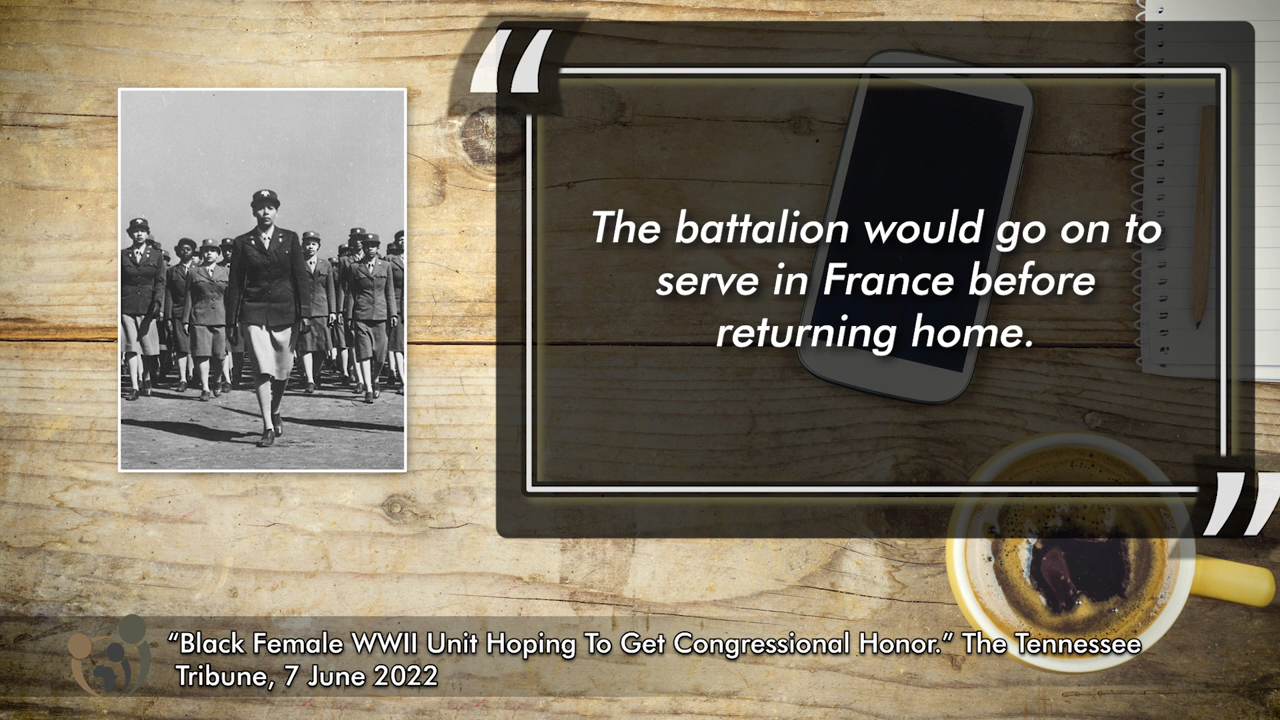 “
The battalion would go on to
serve in France before
returning home.
”
“Black Female WWII Unit Hoping To Get Congressional Honor.“ The Tennessee
Tribune, 7 June 2022